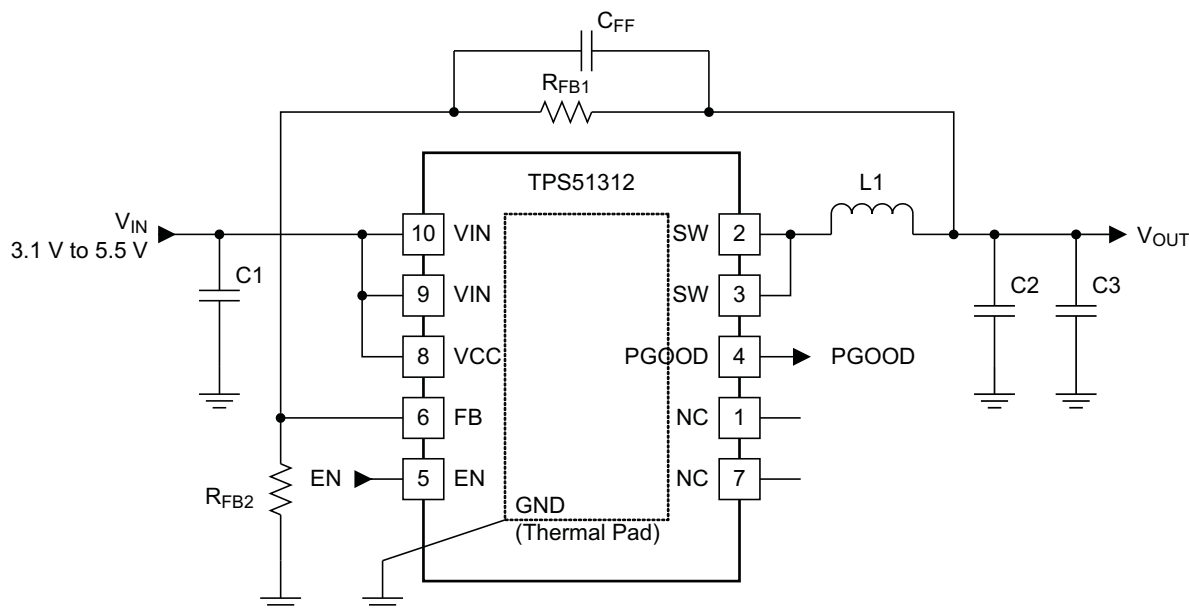 CFF
RFB1
TPS51312
L1
VIN
3.1 V to 5.5 V
10 VIN
SW 2
VOUT
C1
9 VIN
SW 3
C2
C3
8 VCC
PGOOD 4
PGOOD
6 FB
NC 1
EN
5 EN
NC 7
RFB2
GND
(Thermal Pad)